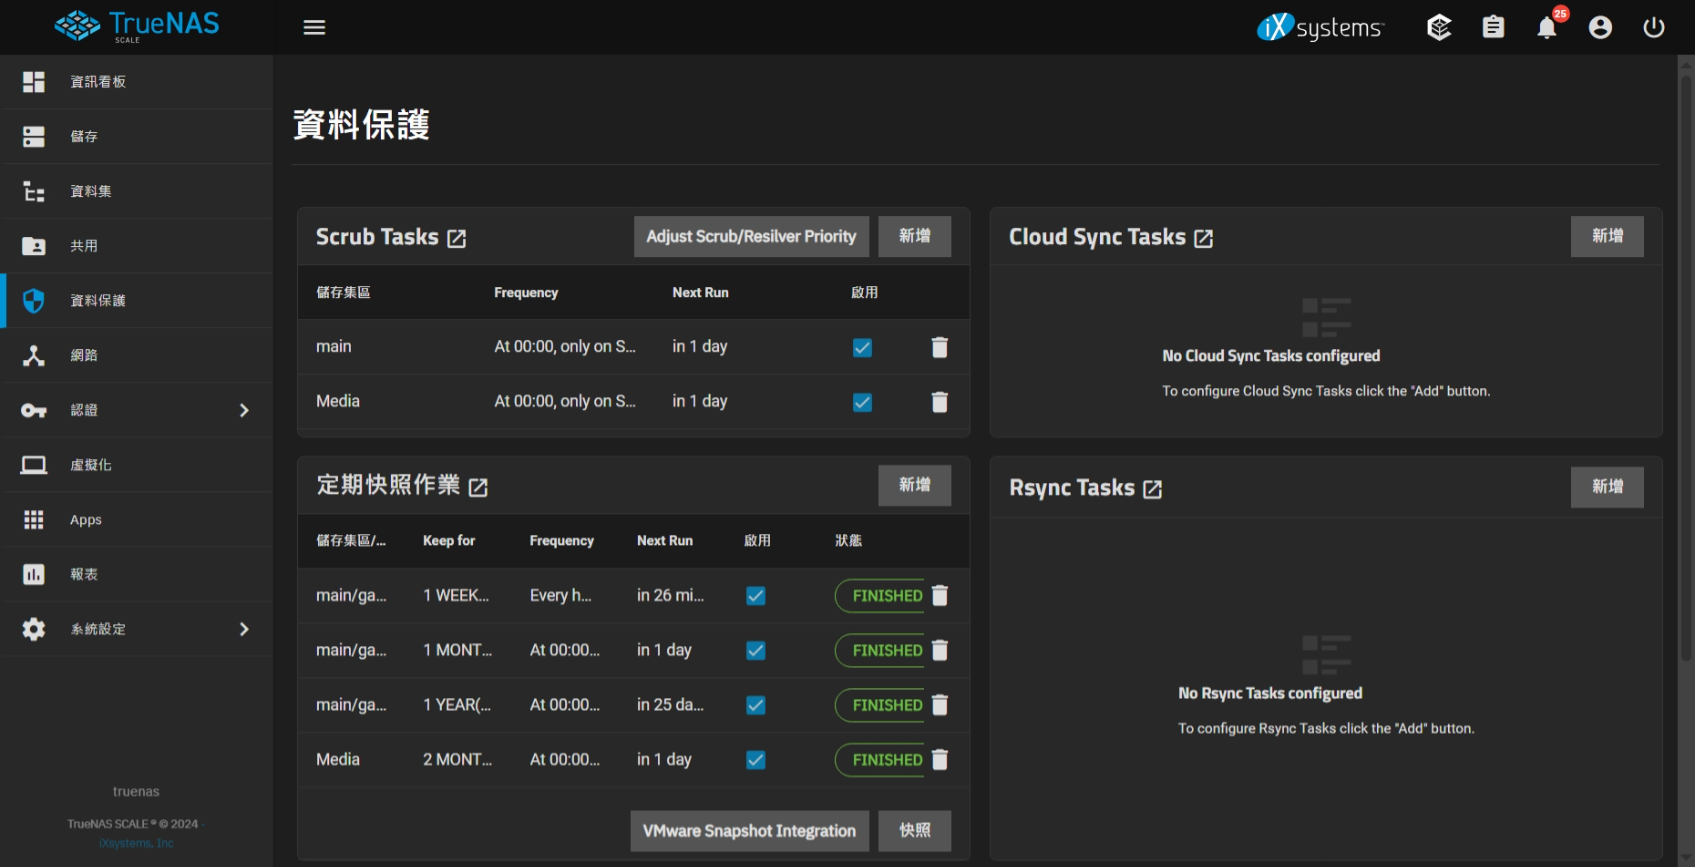 TrueNAS
SCALE
iXsystems™
25
資訊看板
儲存
資料集
共用
資料保護
網路
認證
虛擬化
Apps
報表
系統設定
truenas
TrueNAS SCALE ® © 2024 -
iXsystems, Inc
資料保護
Scrub Tasks
Adjust Scrub/Resilver Priority
新增
儲存集區 Frequency Next Run 啟用
main At 00:00, only on S... in 1 day
Media At 00:00, only on S... in 1 day
Cloud Sync Tasks
新增
No Cloud Sync Tasks configured
To configure Cloud Sync Tasks click the "Add" button.
定期快照作業
新增
儲存集區/... Keep for Frequency Next Run 啟用 狀態
main/ga... 1 WEEK... Every h... in 26 mi... FINISHED
main/ga... 1 MONT... At 00:00... in 1 day FINISHED
main/ga... 1 YEAR(... At 00:00... in 25 da... FINISHED
Media 2 MONT... At 00:00... in 1 day FINISHED
VMware Snapshot Integration
快照
Rsync Tasks
新增
No Rsync Tasks configured
To configure Rsync Tasks click the "Add" button.